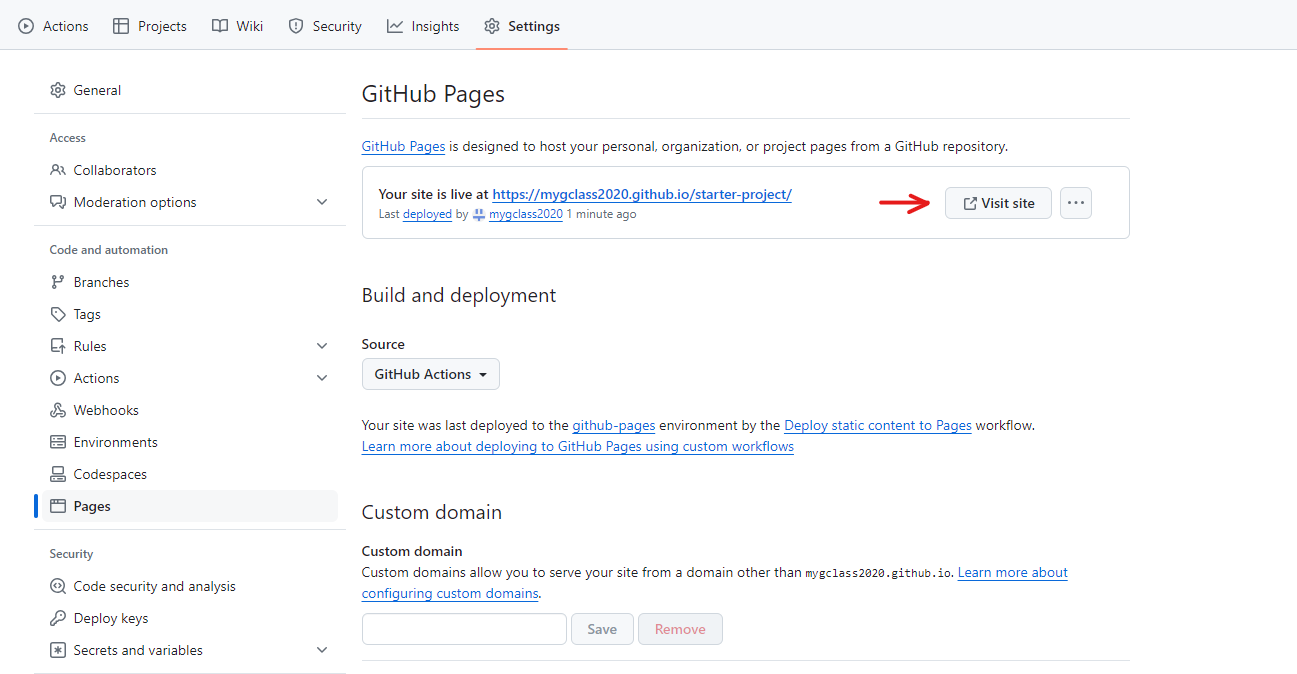 Actions Projects Wiki Security Insights Settings
General
Access
Collaborators
Moderation options
Code and automation
Branches
Tags
Rules
Actions
Webhooks
Environments
Codespaces
Pages
Security
Code security and analysis
Deploy keys
Secrets and variables
GitHub Pages
GitHub Pages is designed to host your personal, organization, or project pages from a GitHub repository.
Your site is live at https://mygclass2020.github.io/starter-project/
Last deployed by mygclass2020 1 minute ago
Visit site
Build and deployment
Source
GitHub Actions
Your site was last deployed to the github-pages environment by the Deploy static content to Pages workflow.
Learn more about deploying to GitHub Pages using custom workflows
Custom domain
Custom domain
Custom domains allow you to serve your site from a domain other than mygclass2020.github.io. Learn more about
configuring custom domains.
Save Remove